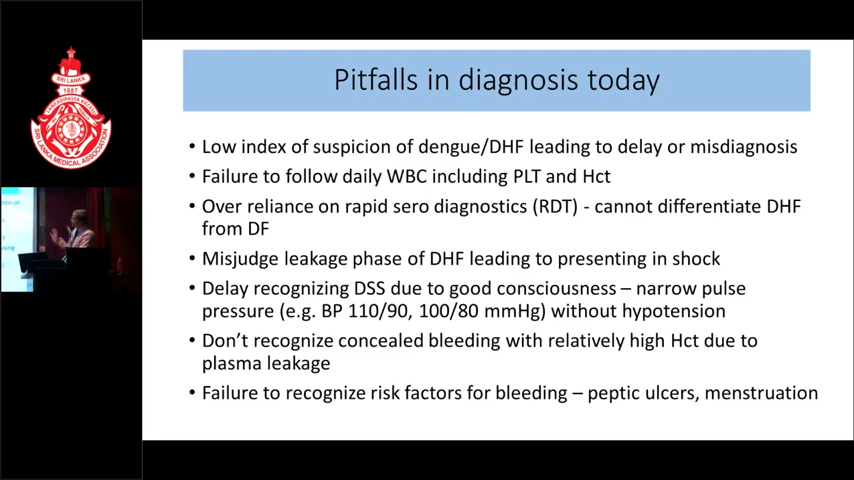 SRI LANKA
1887
SRI LANKA MEDICAL ASSOCIATION
Pitfalls in diagnosis today
• Low index of suspicion of dengue/DHF leading to delay or misdiagnosis
• Failure to follow daily WBC including PLT and Hct
• Over reliance on rapid sero diagnostics (RDT) - cannot differentiate DHF
from DF
• Misjudge leakage phase of DHF leading to presenting in shock
• Delay recognizing DSS due to good consciousness – narrow pulse
pressure (e.g. BP 110/90, 100/80 mmHg) without hypotension
• Don't recognize concealed bleeding with relatively high Hct due to
plasma leakage
• Failure to recognize risk factors for bleeding – peptic ulcers, menstruation